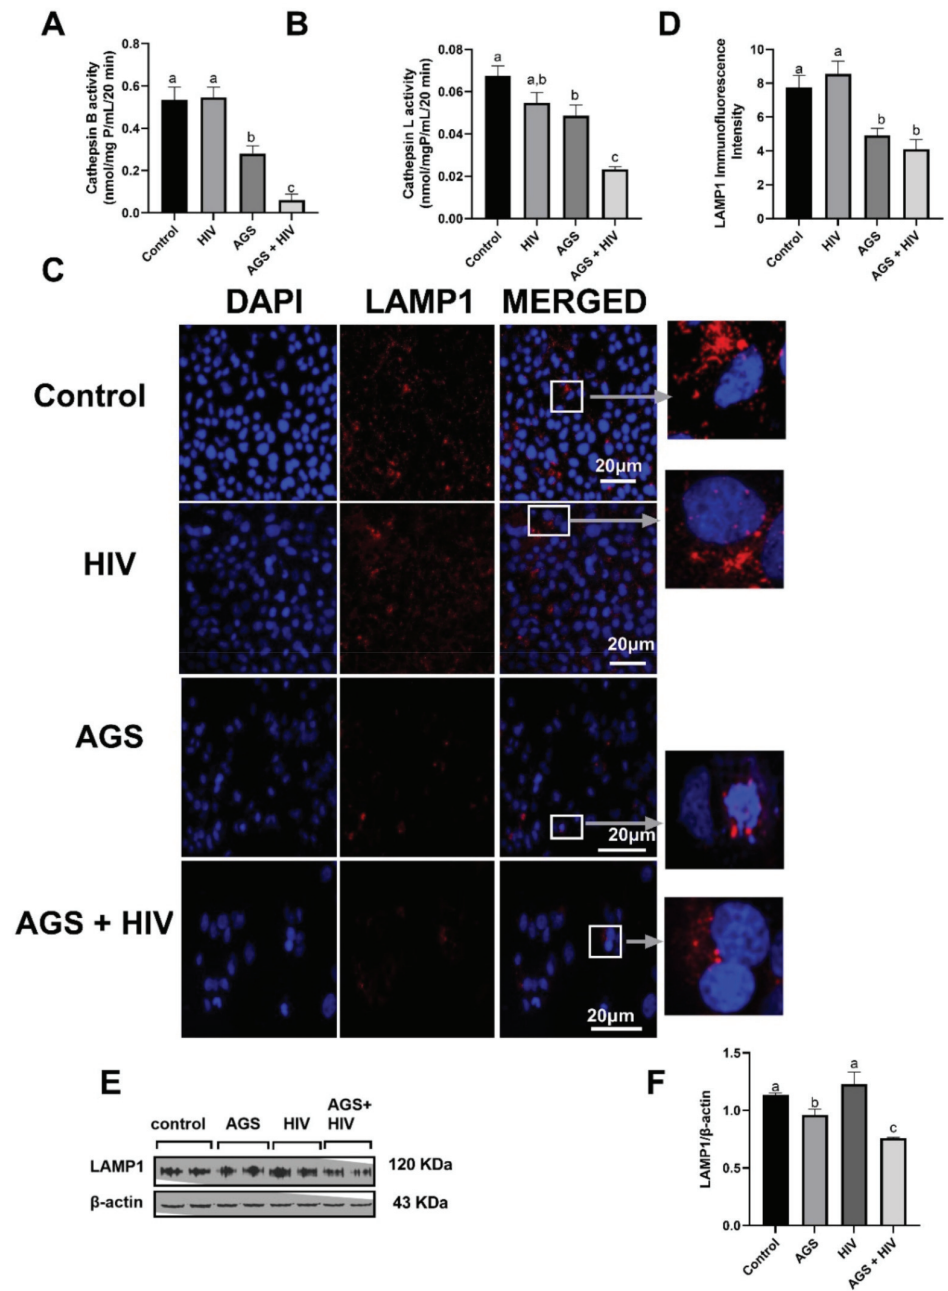 A
Cathepsin B activity
(nmol/mg P/mL/20 min)
0.8
0.6
0.4
0.2
0.0
a
a
b
c
Control
HIV
AGS
AGS + HIV
B
Cathepsin L activity
(nmol/mgP/mL/20 min)
0.08
0.06
0.04
0.02
0.00
a
a,b
b
c
Control
HIV
AGS
AGS + HIV
D
LAMP1 Immunofluorescence
Intensity
10
8
6
4
2
0
a
a
b
b
Control
HIV
AGS
AGS + HIV
C
DAPI
LAMP1
MERGED
Control
20µm
HIV
20µm
AGS
20µm
AGS + HIV
20µm
E
control
AGS
HIV
AGS+
HIV
LAMP1
120 KDa
β-actin
43 KDa
F
LAMP1/β-actin
1.5
1.0
0.5
0.0
a
b
a
c
Control
AGS
HIV
AGS + HIV